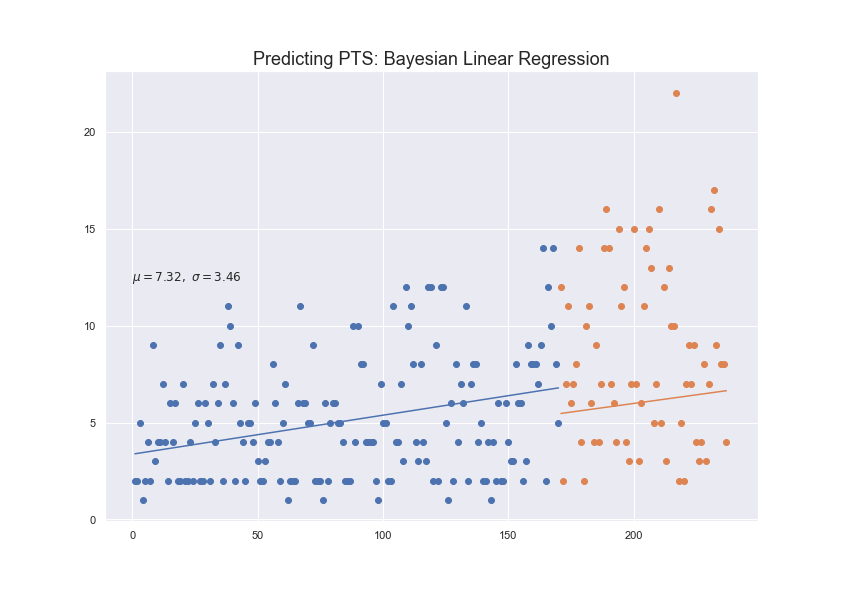 Predicting PTS: Bayesian Linear Regression
20
15
μ = 7.32, σ = 3.46
10
5
0
0 50 100 150 200